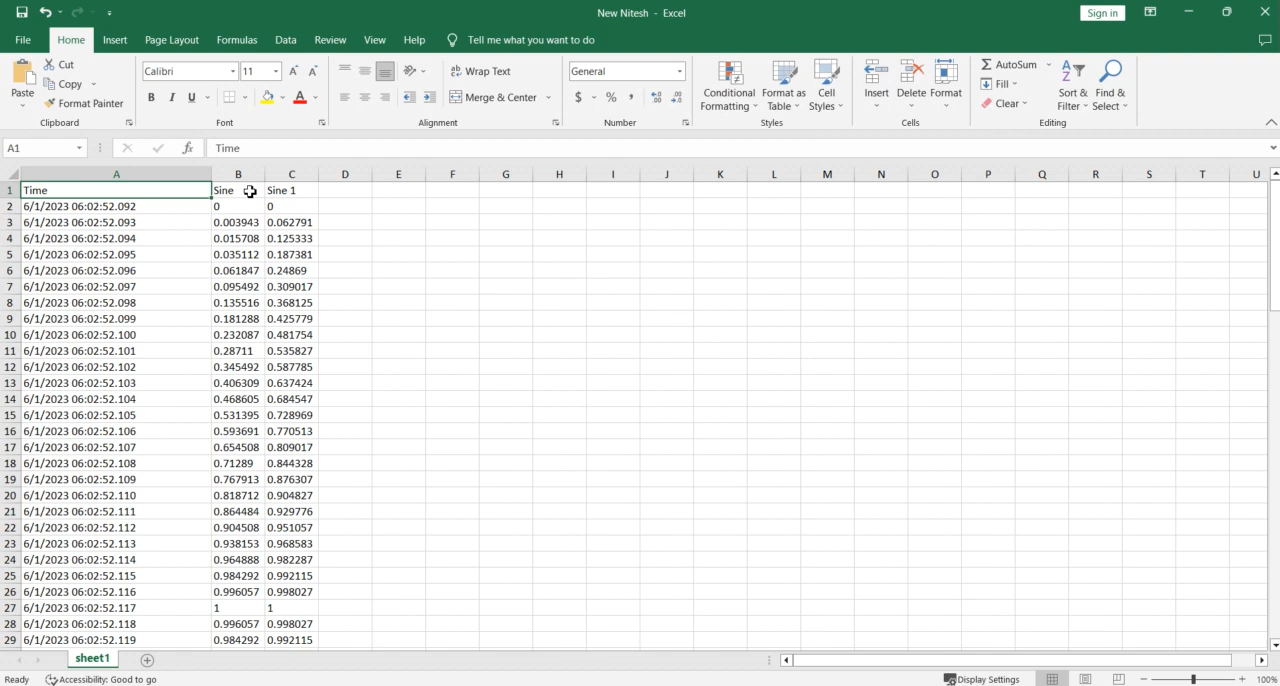 New Nitesh - Excel
Sign in
File Home Insert Page Layout Formulas Data Review View Help Tell me what you want to do
Paste
Cut
Copy
Format Painter
Clipboard
Calibri 11
A A
B I U A
Font
Wrap Text
Merge & Center
Alignment
General
$ % ,
Number
Conditional Formatting
Format as Table
Cell Styles
Styles
Insert Delete Format
Cells
AutoSum
Fill
Clear
Sort & Filter
Find & Select
Editing
A1 fx Time
A B C D E F G H I J K L M N O P Q R S T U
1 Time Sine Sine 1
2 6/1/2023 06:02:52.092 0 0
3 6/1/2023 06:02:52.093 0.003943 0.062791
4 6/1/2023 06:02:52.094 0.015708 0.125333
5 6/1/2023 06:02:52.095 0.035112 0.187381
6 6/1/2023 06:02:52.096 0.061847 0.24869
7 6/1/2023 06:02:52.097 0.095492 0.309017
8 6/1/2023 06:02:52.098 0.135516 0.368125
9 6/1/2023 06:02:52.099 0.181288 0.425779
10 6/1/2023 06:02:52.100 0.232087 0.481754
11 6/1/2023 06:02:52.101 0.28711 0.535827
12 6/1/2023 06:02:52.102 0.345492 0.587785
13 6/1/2023 06:02:52.103 0.406309 0.637424
14 6/1/2023 06:02:52.104 0.468605 0.684547
15 6/1/2023 06:02:52.105 0.531395 0.728969
16 6/1/2023 06:02:52.106 0.593691 0.770513
17 6/1/2023 06:02:52.107 0.654508 0.809017
18 6/1/2023 06:02:52.108 0.71289 0.844328
19 6/1/2023 06:02:52.109 0.767913 0.876307
20 6/1/2023 06:02:52.110 0.818712 0.904827
21 6/1/2023 06:02:52.111 0.864484 0.929776
22 6/1/2023 06:02:52.112 0.904508 0.951057
23 6/1/2023 06:02:52.113 0.938153 0.968583
24 6/1/2023 06:02:52.114 0.964888 0.982287
25 6/1/2023 06:02:52.115 0.984292 0.992115
26 6/1/2023 06:02:52.116 0.996057 0.998027
27 6/1/2023 06:02:52.117 1 1
28 6/1/2023 06:02:52.118 0.996057 0.998027
29 6/1/2023 06:02:52.119 0.984292 0.992115
sheet1
Ready Accessibility: Good to go Display Settings 100%